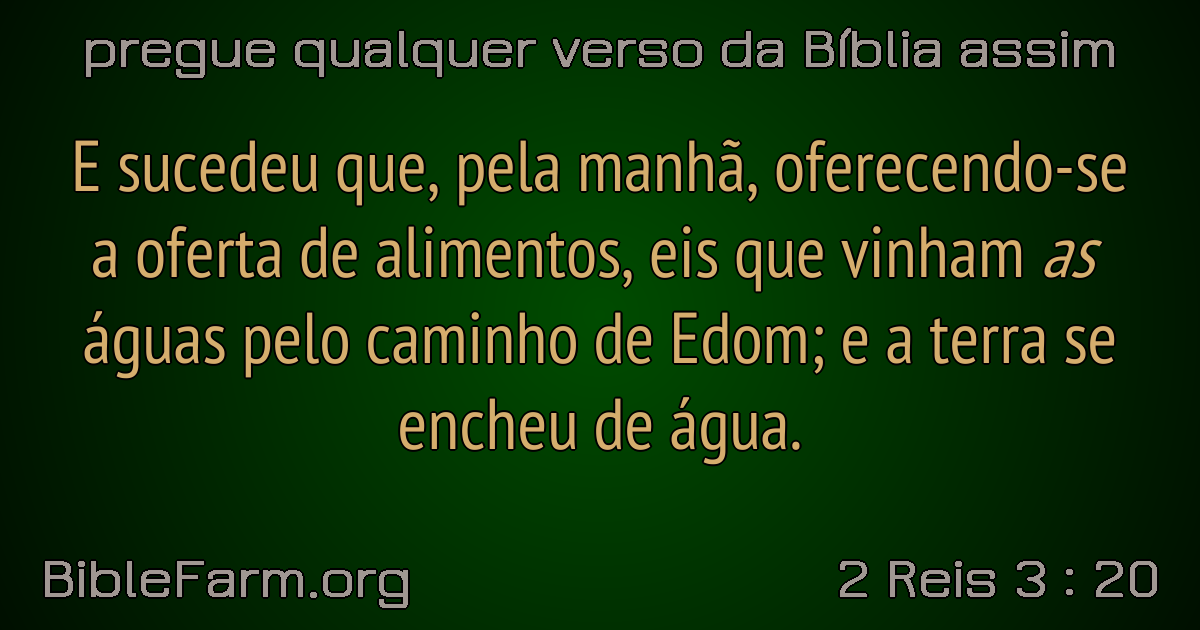 pregue qualquer verso da Bíblia assim
E sucedeu que, pela manhã, oferecendo-se
a oferta de alimentos, eis que vinham as
águas pelo caminho de Edom; e a terra se
encheu de água.
BibleFarm.org
2 Reis 3 : 20